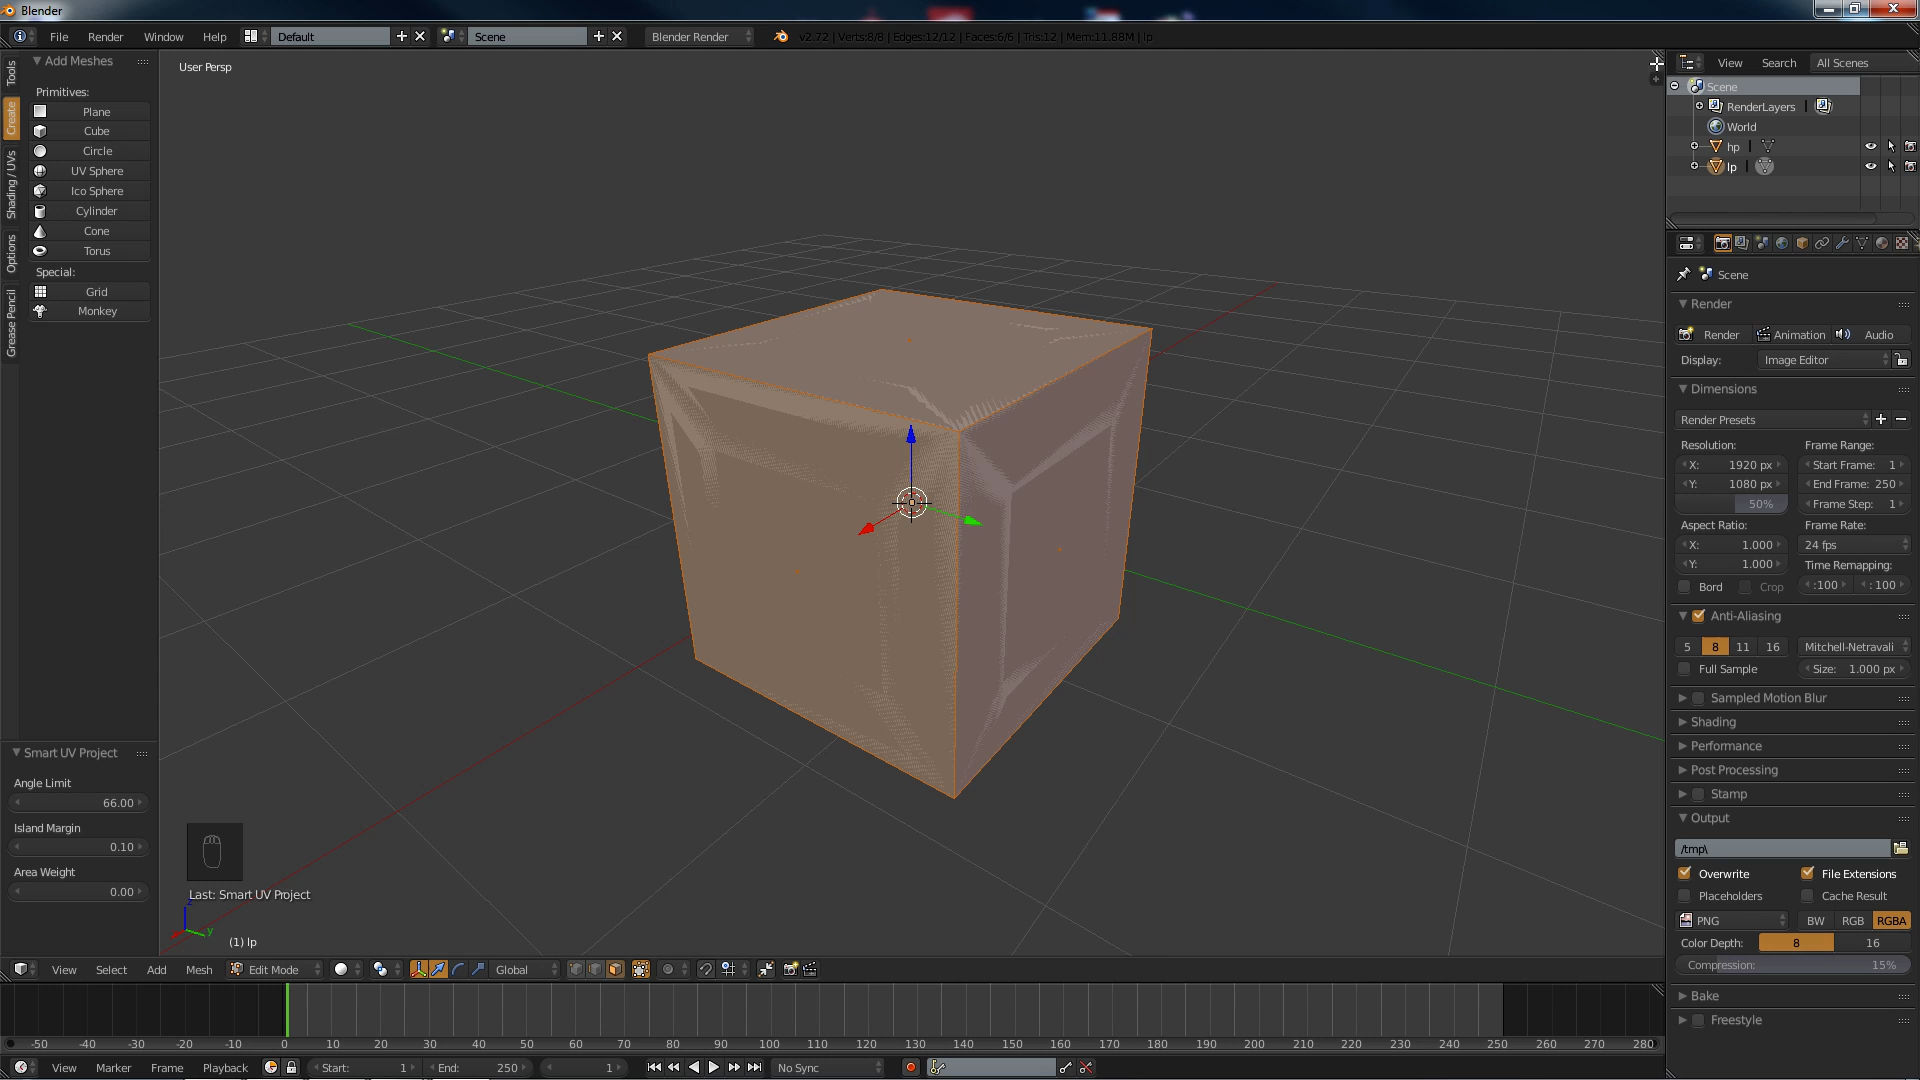 Blender
File Render Window Help Default Scene Blender Render v2.72 | Verts:8/8 | Edges:12/12 | Faces:6/6 | Tris:12 | Mem:11.88M | lp
Tools
Create
Shading / UVs
Options
Grease Pencil
Add Meshes
Primitives:
Plane
Cube
Circle
UV Sphere
Ico Sphere
Cylinder
Cone
Torus
Special:
Grid
Monkey
Smart UV Project
Angle Limit
66.00
Island Margin
0.10
Area Weight
0.00
User Persp
Last: Smart UV Project
z
y
(1) lp
View Select Add Mesh Edit Mode Global
-50 -40 -30 -20 -10 0 10 20 30 40 50 60 70 80 90 100 110 120 130 140 150 160 170 180 190 200 210 220 230 240 250 260 270 280
View Marker Frame Playback Start: 1 End: 250 1 No Sync
View Search All Scenes
Scene
RenderLayers |
World
hp |
lp |
Scene
Render
Render Animation Audio
Display: Image Editor
Dimensions
Render Presets
Resolution: Frame Range:
X: 1920 px Start Frame: 1
Y: 1080 px End Frame: 250
50% Frame Step: 1
Aspect Ratio: Frame Rate:
X: 1.000 24 fps
Y: 1.000 Time Remapping:
Bord Crop :100 : 100
Anti-Aliasing
5 8 11 16 Mitchell-Netravali
Full Sample Size: 1.000 px
Sampled Motion Blur
Shading
Performance
Post Processing
Stamp
Output
/tmp\
Overwrite File Extensions
Placeholders Cache Result
PNG BW RGB RGBA
Color Depth: 8 16
Compression: 15%
Bake
Freestyle